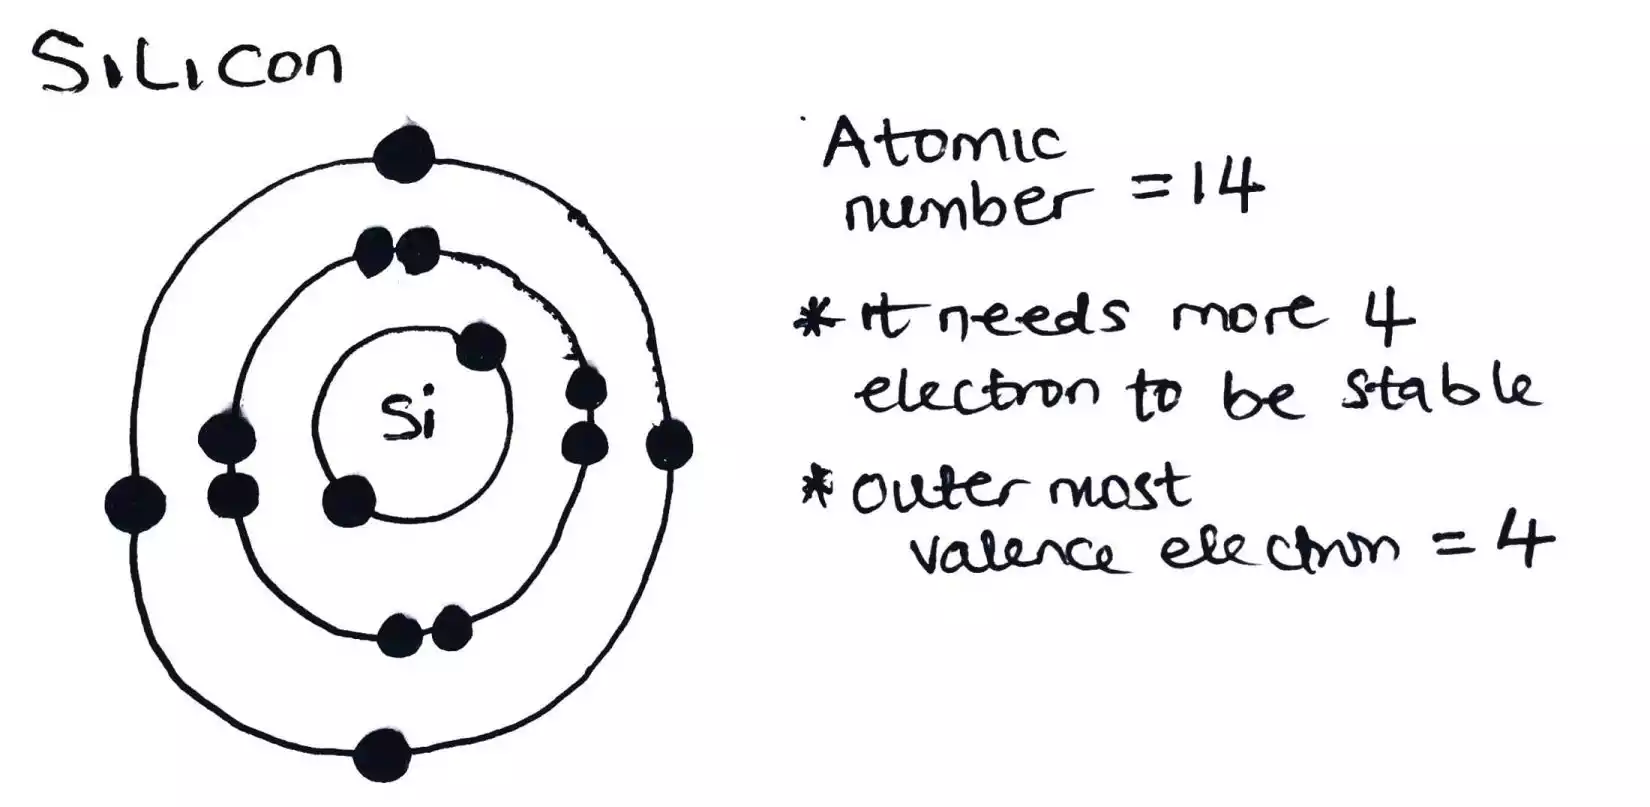 SiLicon
Si
Atomic
number = 14
* it needs more 4
electron to be stable
* outer most
valence electron = 4